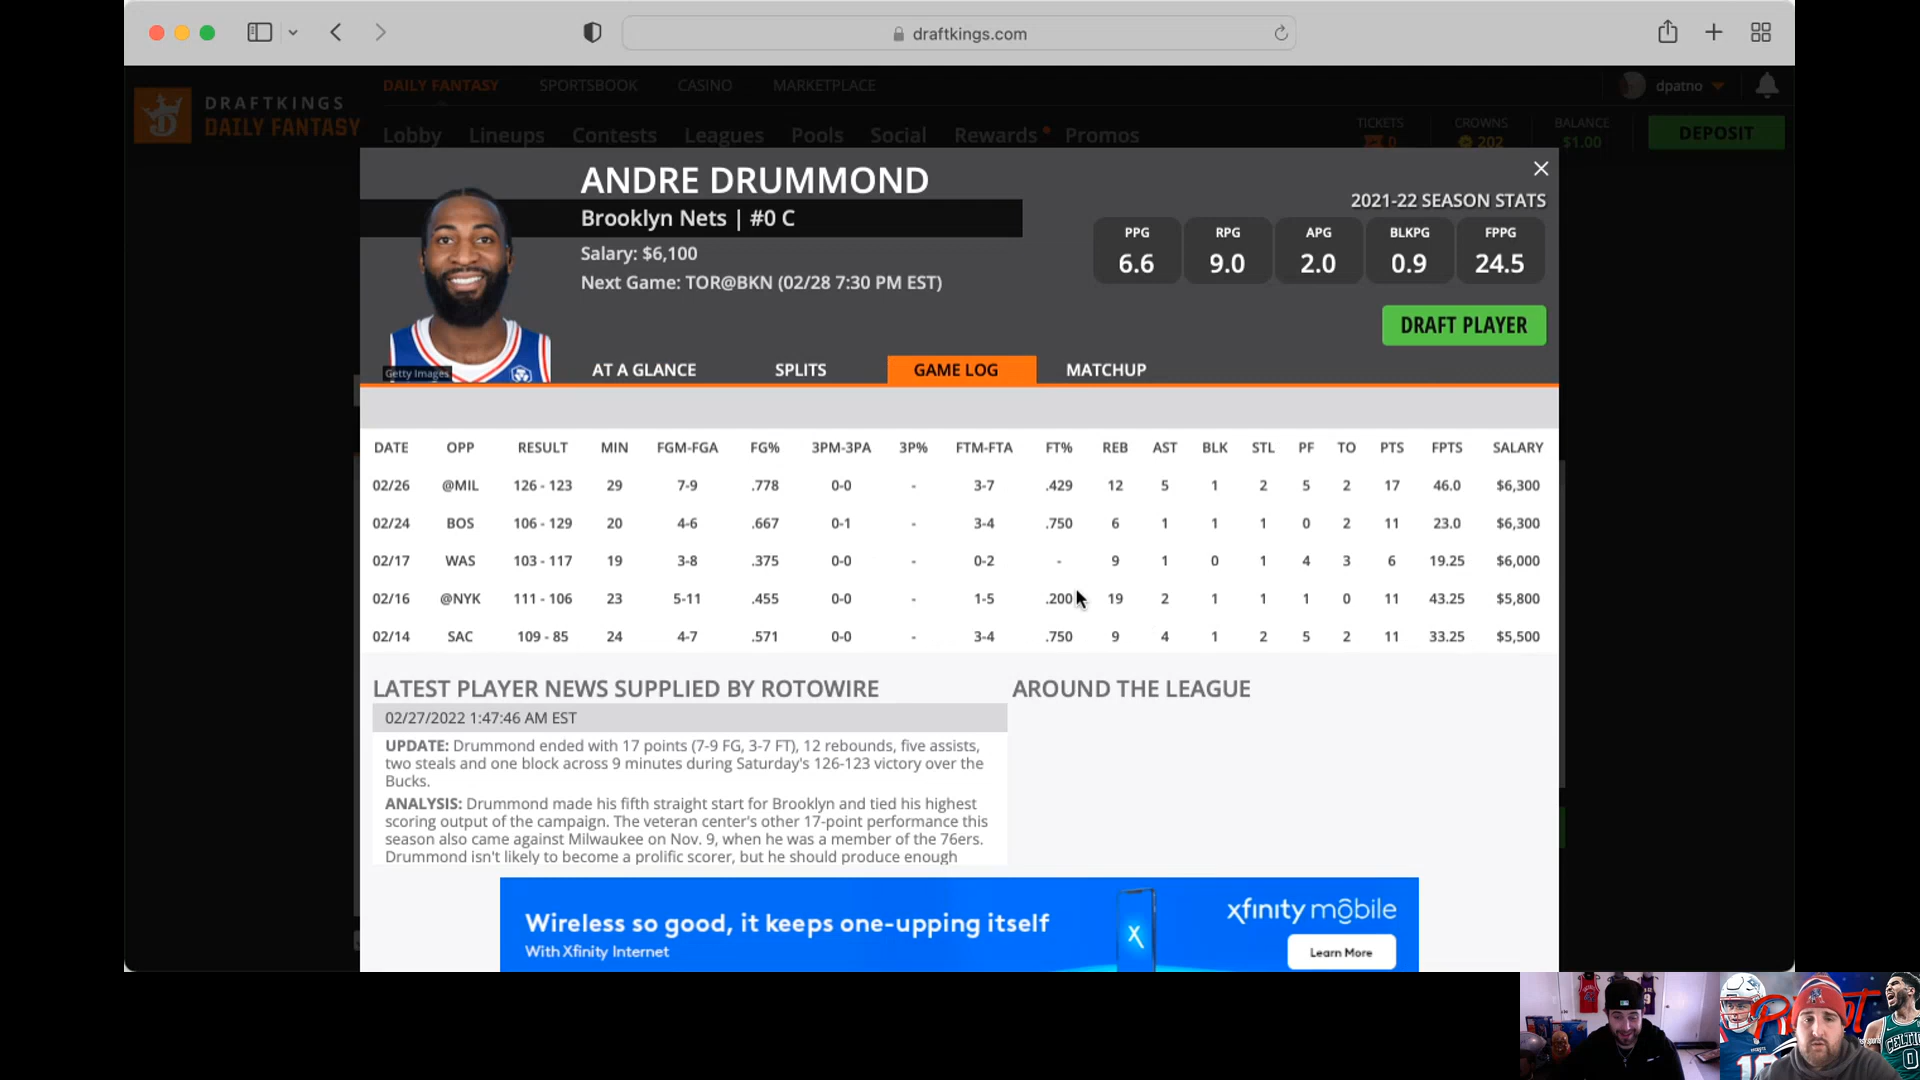 draftkings.com
DRAFTKINGS
DAILY FANTASY
DAILY FANTASY SPORTSBOOK CASINO MARKETPLACE
dpatno
Lobby Lineups Contests Leagues Pools Social Rewards Promos
TICKETS CROWNS BALANCE
0 202 $1.00
DEPOSIT
ANDRE DRUMMOND
Brooklyn Nets | #0 C
Salary: $6,100
Next Game: TOR@BKN (02/28 7:30 PM EST)
2021-22 SEASON STATS
PPG RPG APG BLKPG FPPG
6.6 9.0 2.0 0.9 24.5
DRAFT PLAYER
Getty Images
AT A GLANCE SPLITS GAME LOG MATCHUP
DATE OPP RESULT MIN FGM-FGA FG% 3PM-3PA 3P% FTM-FTA FT% REB AST BLK STL PF TO PTS FPTS SALARY
02/26 @MIL 126 - 123 29 7-9 .778 0-0 - 3-7 .429 12 5 1 2 5 2 17 46.0 $6,300
02/24 BOS 106 - 129 20 4-6 .667 0-1 - 3-4 .750 6 1 1 1 0 2 11 23.0 $6,300
02/17 WAS 103 - 117 19 3-8 .375 0-0 - 0-2 - 9 1 0 1 4 3 6 19.25 $6,000
02/16 @NYK 111 - 106 23 5-11 .455 0-0 - 1-5 .200 19 2 1 1 1 0 11 43.25 $5,800
02/14 SAC 109 - 85 24 4-7 .571 0-0 - 3-4 .750 9 4 1 2 5 2 11 33.25 $5,500
LATEST PLAYER NEWS SUPPLIED BY ROTOWIRE
AROUND THE LEAGUE
02/27/2022 1:47:46 AM EST
UPDATE: Drummond ended with 17 points (7-9 FG, 3-7 FT), 12 rebounds, five assists,
two steals and one block across 9 minutes during Saturday's 126-123 victory over the
Bucks.
ANALYSIS: Drummond made his fifth straight start for Brooklyn and tied his highest
scoring output of the campaign. The veteran center's other 17-point performance this
season also came against Milwaukee on Nov. 9, when he was a member of the 76ers.
Drummond isn't likely to become a prolific scorer, but he should produce enough
Wireless so good, it keeps one-upping itself
With Xfinity Internet
X
xfinity mobile
Learn More
CELTIC
0